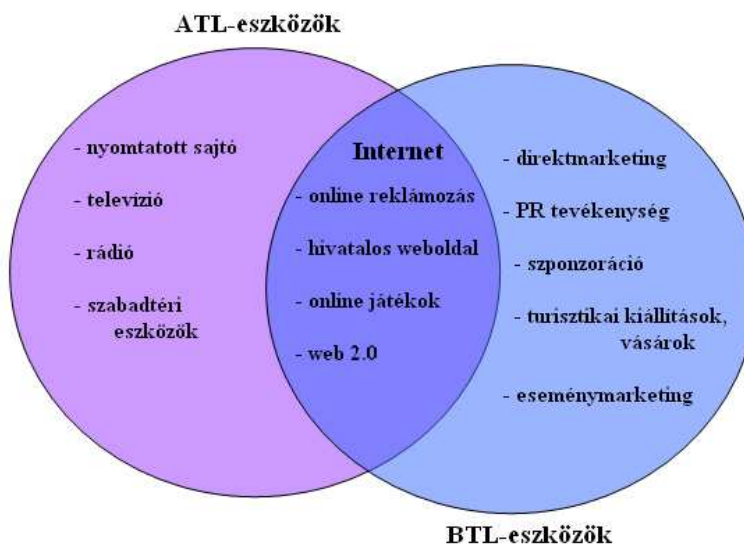 ATL-eszközök
- nyomtatott sajtó
- televízió
- rádió
- szabadtéri
eszközök
Internet
- online reklámozás
- hivatalos weboldal
- online játékok
- web 2.0
- direktmarketing
- PR tevékenység
- szponzoráció
- turisztikai kiállítások,
vásárok
- eseménymarketing
BTL-eszközök